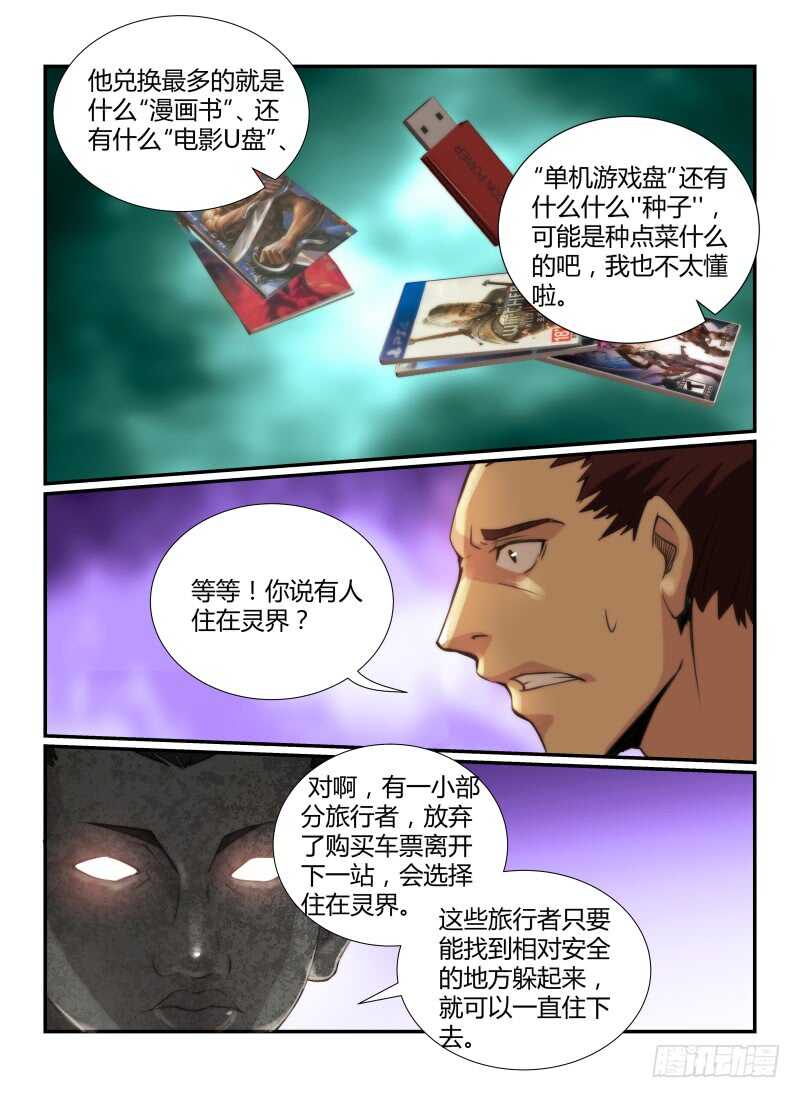 他兑换最多的就是
什么“漫画书”、还
有什么“电影U盘”、
“单机游戏盘”还有
什么什么''种子''，
可能是种点菜什么
的吧，我也不太懂
啦。
等等！你说有人
住在灵界？
对啊，有一小部
分旅行者，放弃
了购买车票离开
下一站，会选择
住在灵界。
这些旅行者只要
能找到相对安全
的地方躲起来，
就可以一直住下
去。
腾讯动漫